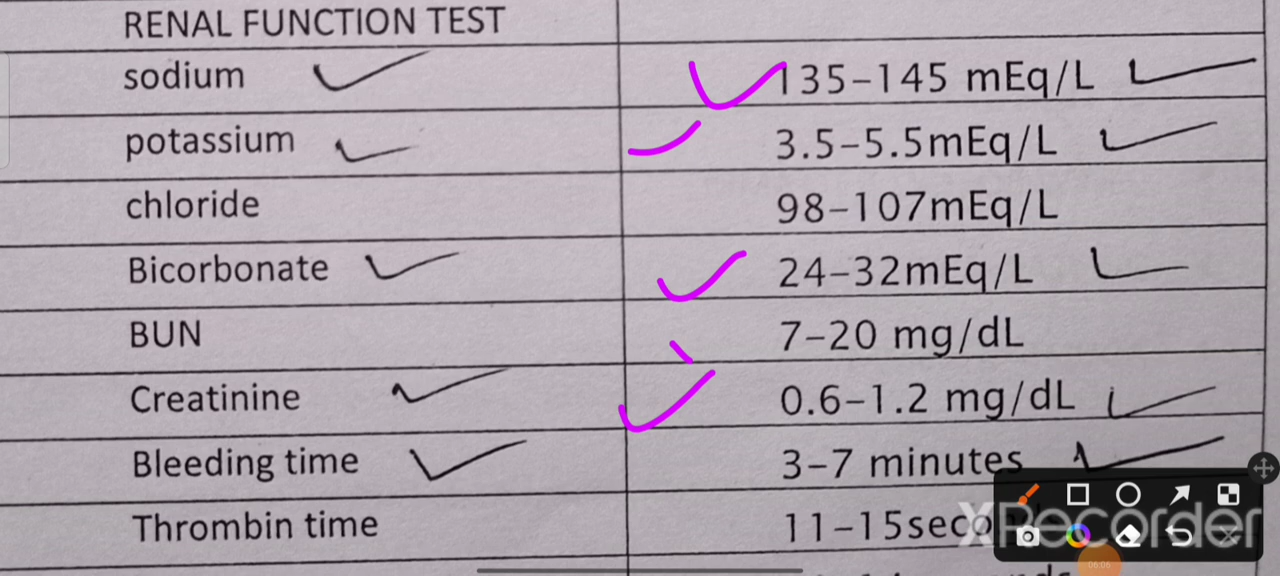 RENAL FUNCTION TEST
sodium 135-145 mEq/L
potassium 3.5-5.5mEq/L
chloride 98-107mEq/L
Bicorbonate 24-32mEq/L
BUN 7-20 mg/dL
Creatinine 0.6-1.2 mg/dL
Bleeding time 3-7 minutes
Thrombin time 11-15seco
XRecorder
06:06